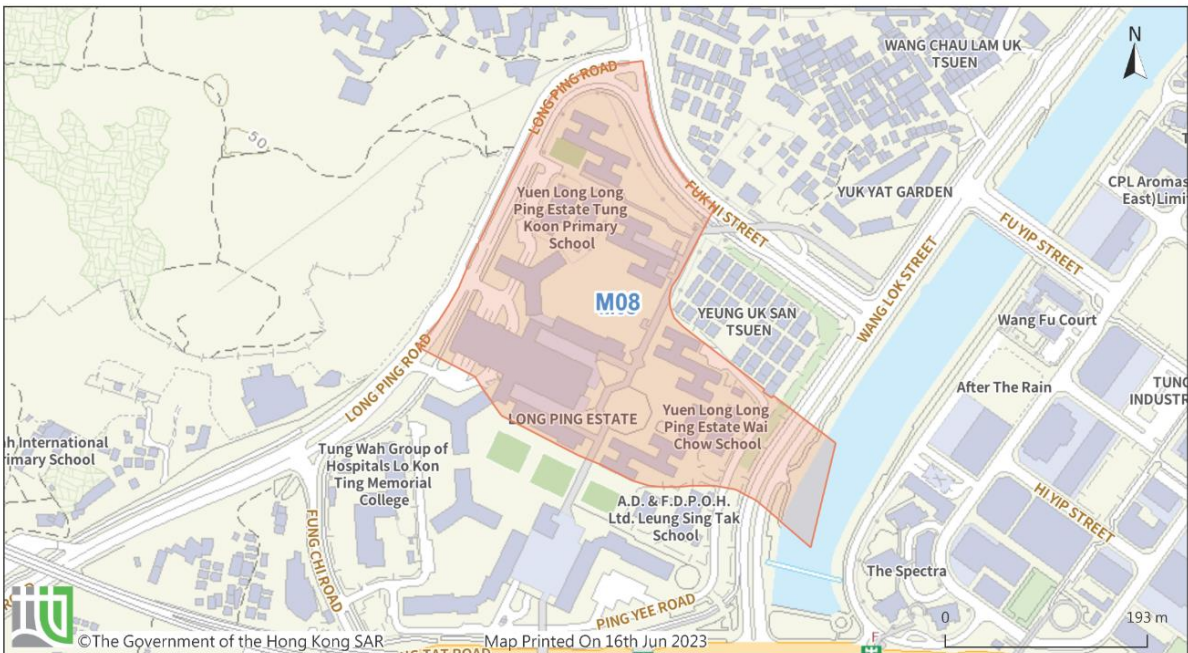 WANG CHAU LAM UK
TSUEN
N
LONG PING ROAD
50
YUK YAT GARDEN
CPL Aromas
East)Limi
Yuen Long Long
Ping Estate Tung
Koon Primary
School
FUK HI STREET
FU YIP STREET
M08
YEUNG UK SAN
TSUEN
WANG LOK STREET
Wang Fu Court
LONG PING ROAD
After The Rain
TUNG
INDUSTR
LONG PING ESTATE
Yuen Long Long
Ping Estate Wai
Chow School
h International
rimary School
Tung Wah Group of
Hospitals Lo Kon
Ting Memorial
College
A.D. & F.D.P.O.H.
Ltd. Leung Sing Tak
School
HI YIP STREET
FUNG CHI ROAD
The Spectra
PING YEE ROAD
0
193 m
©The Government of the Hong Kong SAR
Map Printed On 16th Jun 2023
F
TAT ROAD